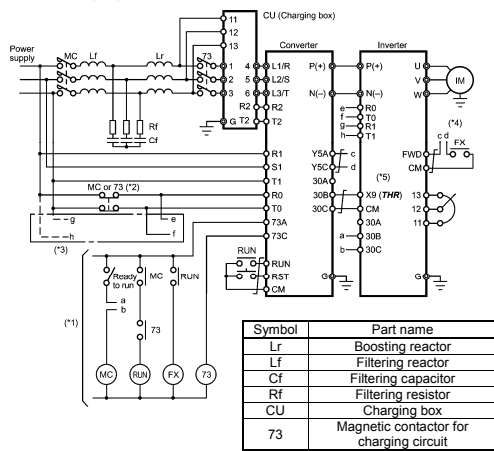 CU (Charging box)
11
12
13
Power supply
MC
Lf
Lr
73
1
2
3
4
5
6
R2
G
T2
Rf
Cf
Converter
L1/R
L2/S
L3/T
R2
T2
P(+)
N(–)
R1
S1
T1
R0
T0
73A
73C
Y5A
Y5C
30A
30B
30C
c
d
RUN
RUN
RST
CM
G
Inverter
P(+)
N(–)
e
f
g
h
R0
T0
R1
T1
(*5)
X9 (THR)
CM
30A
30B
30C
a
b
U
V
W
IM
(*4)
c d
FX
FWD
CM
13
12
11
G
MC or 73 (*2)
g
h
e
f
(*3)
(*1)
Ready to run
a
b
MC
RUN
73
MC
RUN
FX
73
Symbol Part name
Lr Boosting reactor
Lf Filtering reactor
Cf Filtering capacitor
Rf Filtering resistor
CU Charging box
73 Magnetic contactor for charging circuit